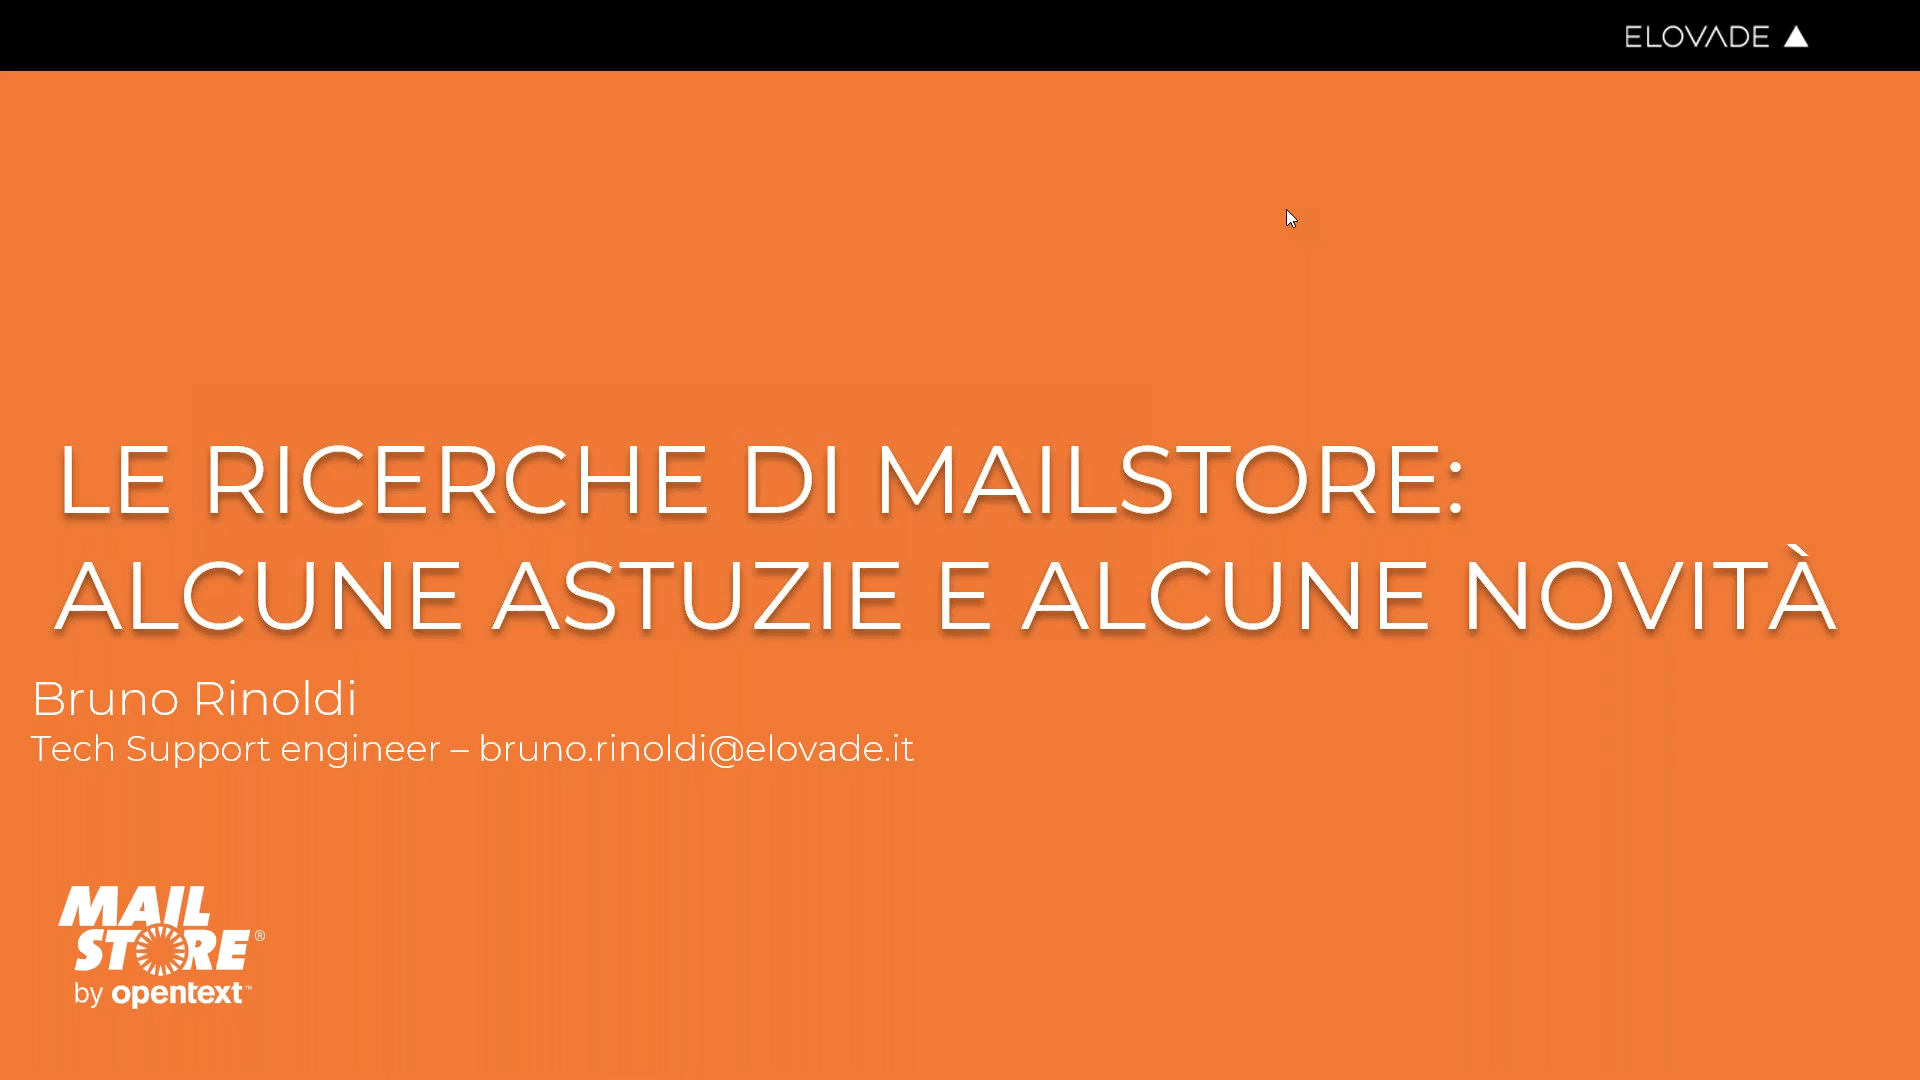 ELOVADE
LE RICERCHE DI MAILSTORE:
ALCUNE ASTUZIE E ALCUNE NOVITÀ
Bruno Rinoldi
Tech Support engineer – bruno.rinoldi@elovade.it
MAIL
STORE®
by opentext™